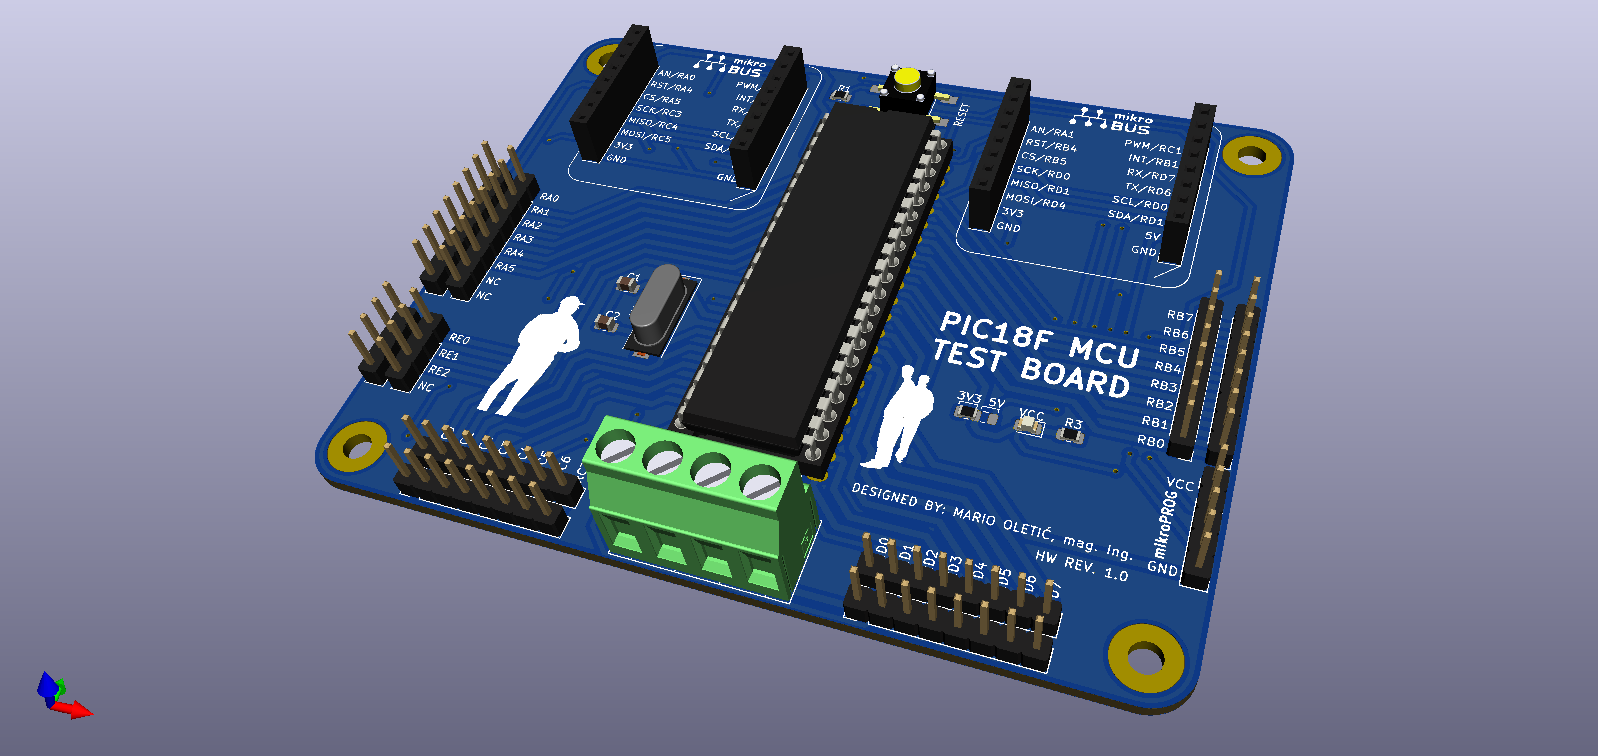 mikro
BUS
AN/RA0
RST/RA4
CS/RA5
SCK/RC3
MISO/RC4
MOSI/RC5
3V3
GND
PWM/
INT/
RX/
TX/
SCL/
SDA/
GND
R1
RESET
mikro
BUS
AN/RA1
RST/RB4
CS/RB5
SCK/RD0
MISO/RD1
MOSI/RD4
3V3
GND
PWM/RC1
INT/RB1
RX/RD7
TX/RD6
SCL/RD0
SDA/RD1
5V
GND
RA0
RA1
RA2
RA3
RA4
RA5
NC
NC
RE0
RE1
RE2
NC
C1
C2
PIC18F MCU
TEST BOARD
3V3 5V
VCC
R3
RB7
RB6
RB5
RB4
RB3
RB2
RB1
RB0
VCC
mikroPROG
GND
DESIGNED BY: MARIO OLETIĆ, mag. ing.
HW REV. 1.0
D0
D1
D2
D3
D4
D5
D6